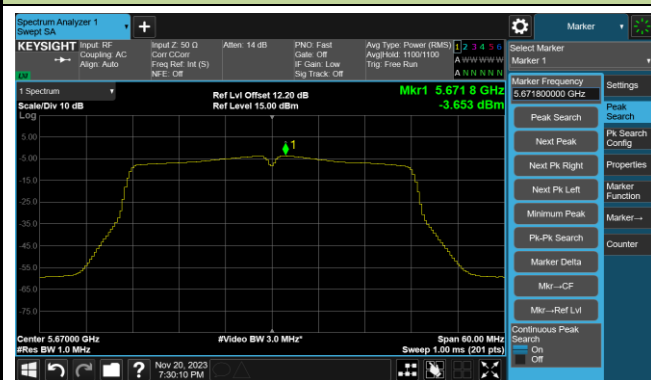 Spectrum Analyzer 1
Swept SA
Marker
KEYSIGHT
Input: RF
Coupling: AC
Align: Auto
Input Z: 50 Ω
Corr CCorr
Freq Ref: Int (S)
NFE: Off
Atten: 14 dB
PNO: Fast
Gate: Off
IF Gain: Low
Sig Track: Off
Avg Type: Power (RMS)
Avg|Hold: 1100/1100
Trig: Free Run
1 2 3 4 5 6
A W W W W W
A N N N N N
Select Marker
Marker 1
1 Spectrum
Scale/Div 10 dB
Log
Ref Lvl Offset 12.20 dB
Ref Level 15.00 dBm
Mkr1 5.671 8 GHz
-3.653 dBm
1
5.00
-5.00
-15.0
-25.0
-35.0
-45.0
-55.0
-65.0
-75.0
Center 5.67000 GHz
#Res BW 1.0 MHz
#Video BW 3.0 MHz*
Span 60.00 MHz
Sweep 1.00 ms (201 pts)
Nov 20, 2023
7:30:10 PM
Marker Frequency
5.671800000 GHz
Peak Search
Next Peak
Next Pk Right
Next Pk Left
Minimum Peak
Pk-Pk Search
Marker Delta
Mkr→CF
Mkr→Ref Lvl
Continuous Peak
Search
On
Off
Settings
Peak
Search
Pk Search
Config
Properties
Marker
Function
Marker→
Counter